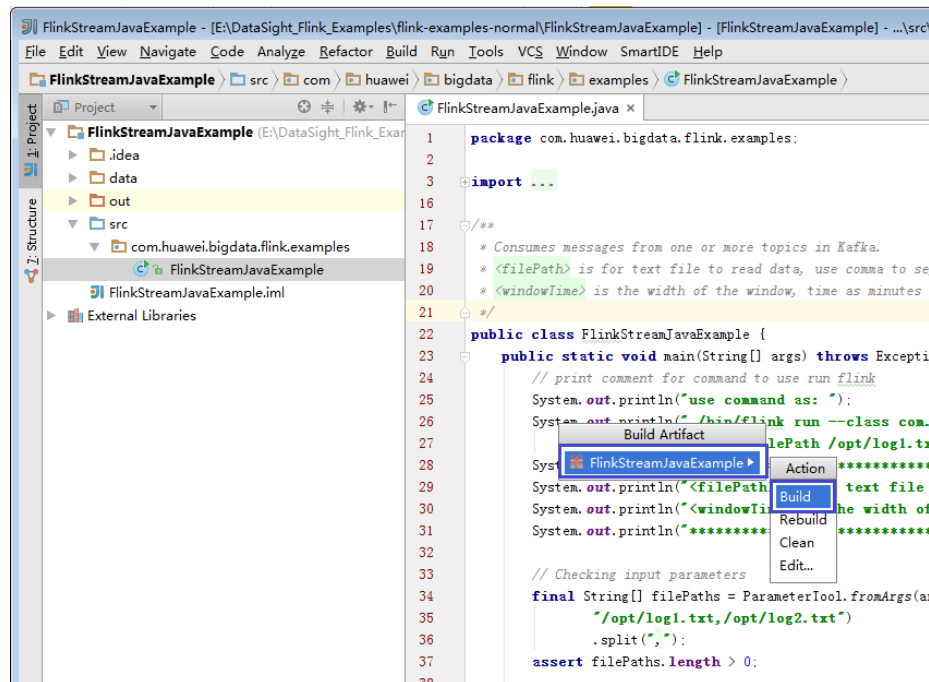 FlinkStreamJavaExample - [E:\DataSight_Flink_Examples\flink-examples-normal\FlinkStreamJavaExample] - [FlinkStreamJavaExample] - ...\src\
File Edit View Navigate Code Analyze Refactor Build Run Tools VCS Window SmartIDE Help
FlinkStreamJavaExample src com huawei bigdata flink examples FlinkStreamJavaExample
1: Project
7: Structure
Project
FlinkStreamJavaExample (E:\DataSight_Flink_Exar
.idea
data
out
src
com.huawei.bigdata.flink.examples
FlinkStreamJavaExample
FlinkStreamJavaExample.iml
External Libraries
FlinkStreamJavaExample.java ×
1 package com.huawei.bigdata.flink.examples;
2
3 import ...
16
17 /**
18 * Consumes messages from one or more topics in Kafka.
19 * <filePath> is for text file to read data, use comma to se
20 * <windowTime> is the width of the window, time as minutes
21 */
22 public class FlinkStreamJavaExample {
23 public static void main(String[] args) throws Excepti
24 // print comment for command to use run flink
25 System.out.println("use command as: ");
26 System.out.println("./bin/flink run --class com.
27 lePath /opt/log1.tx
28 Syst ***********
29 System.out.println("<filePath text file
30 System.out.println("<windowTi he width of
31 System.out.println("********* ***********
32
33 // Checking input parameters
34 final String[] filePaths = ParameterTool.fromArgs(ar
35 "/opt/log1.txt,/opt/log2.txt")
36 .split(",");
37 assert filePaths.length > 0;
38
Build Artifact
FlinkStreamJavaExample
Action
Build
Rebuild
Clean
Edit...